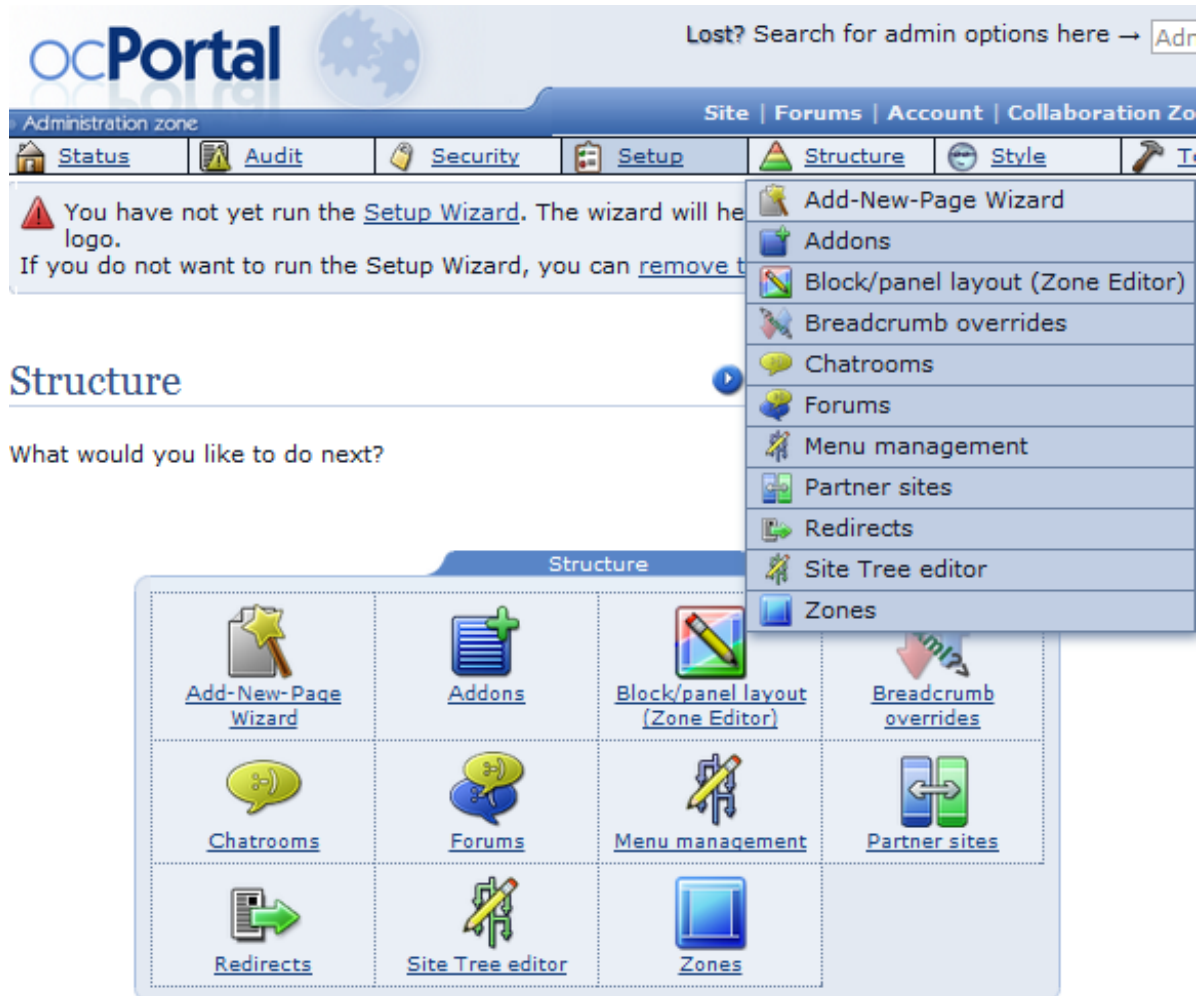 ocPortal
Lost? Search for admin options here →
Administration zone
Site | Forums | Account | Collaboration
Status Audit Security Setup Structure Style
You have not yet run the Setup Wizard. The wizard will
logo.
If you do not want to run the Setup Wizard, you can remove
Add-New-Page Wizard
Addons
Block/panel layout (Zone Editor)
Breadcrumb overrides
Chatrooms
Forums
Menu management
Partner sites
Redirects
Site Tree editor
Zones
Structure
What would you like to do next?
Structure
Add-New-Page
Wizard
Addons
Block/panel layout
(Zone Editor)
Breadcrumb
overrides
Chatrooms
Forums
Menu management
Partner sites
Redirects
Site Tree editor
Zones